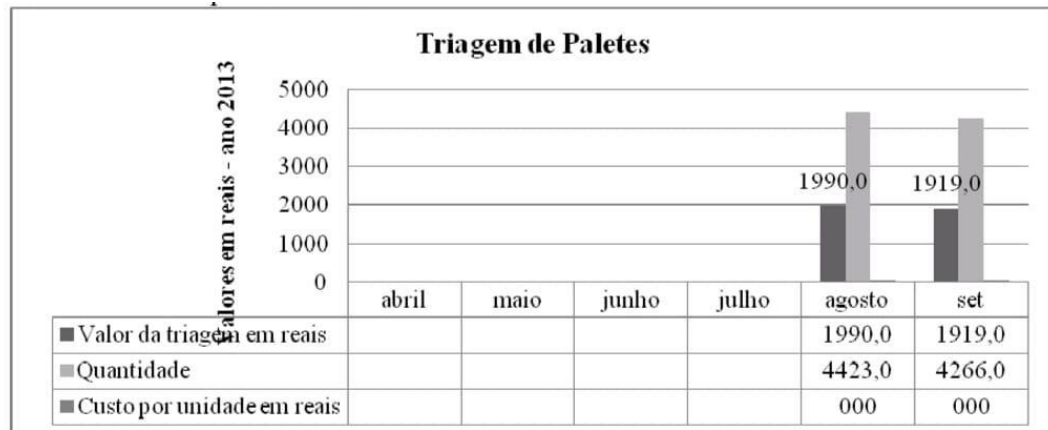 Triagem de Paletes
Valores em reais - ano 2013
5000
4000
3000
2000
1000
0
1990,0 1919,0
abril maio junho julho agosto set
Valor da triagem em reais 1990,0 1919,0
Quantidade 4423,0 4266,0
Custo por unidade em reais 000 000